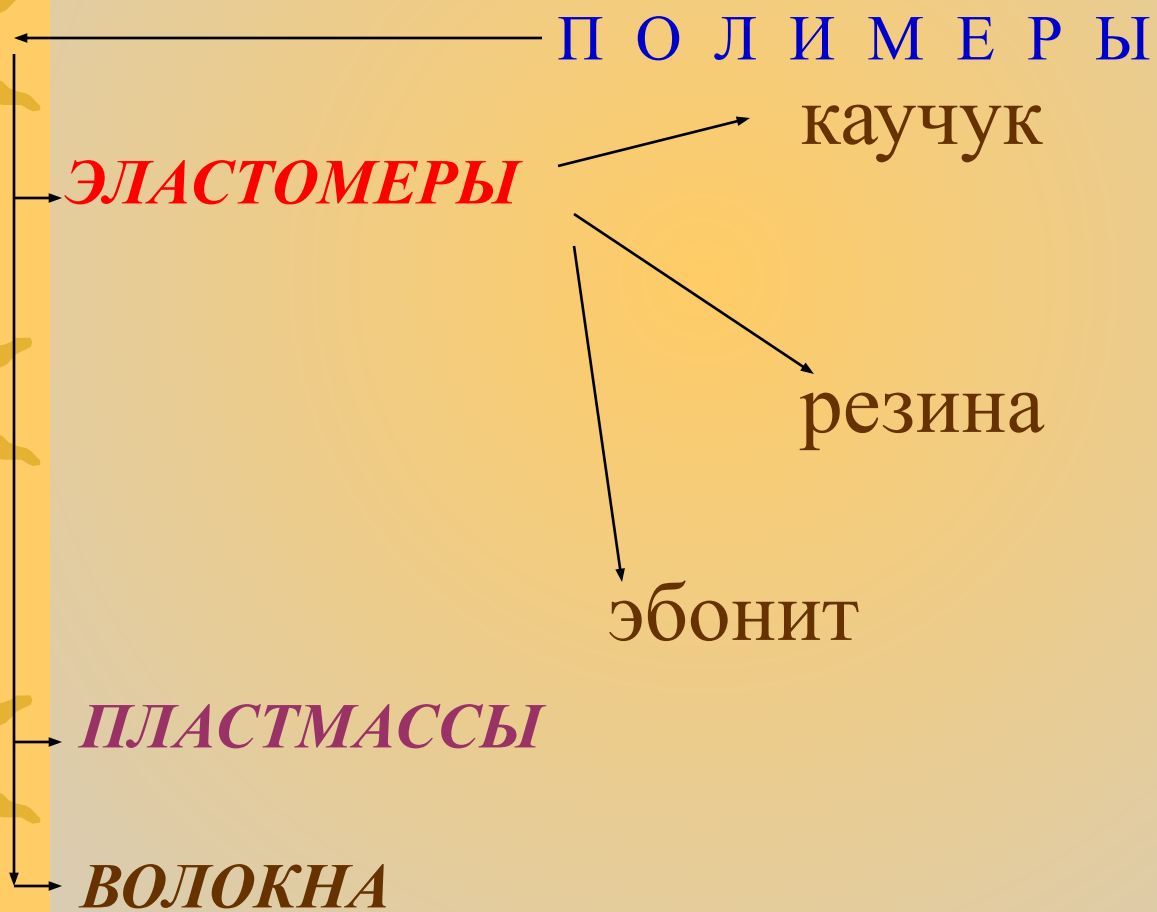 П О Л И М Е Р Ы
каучук
ЭЛАСТОМЕРЫ
резина
эбонит
ПЛАСТМАССЫ
ВОЛОКНА